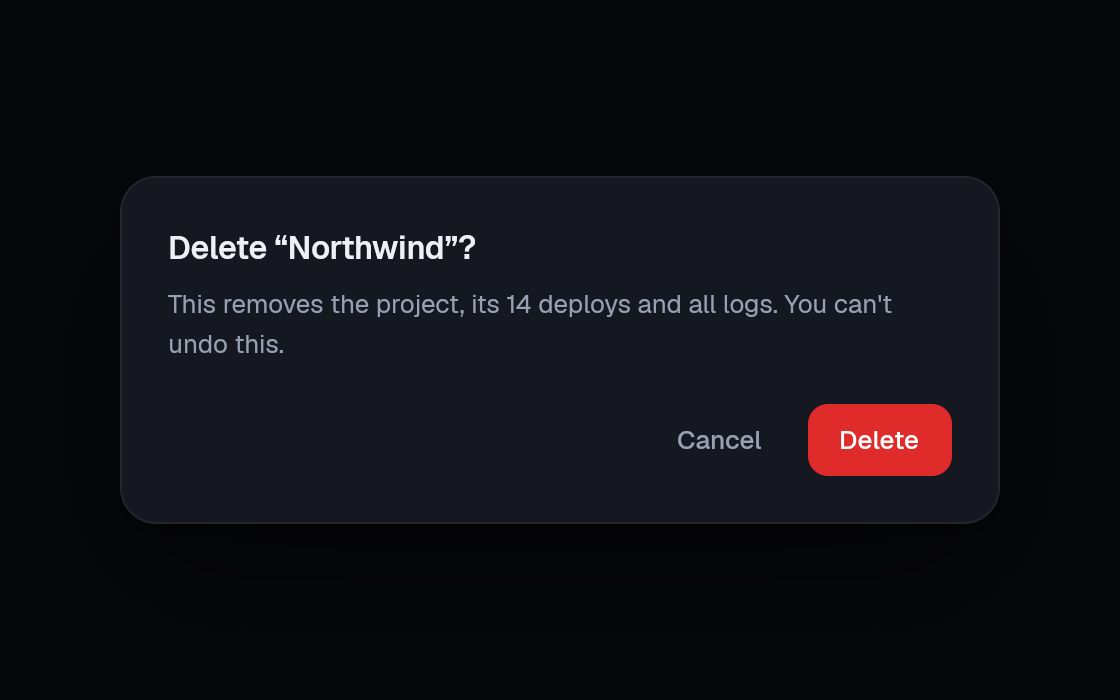 Delete “Northwind”?
This removes the project, its 14 deploys and all logs. You can't
undo this.
Cancel
Delete